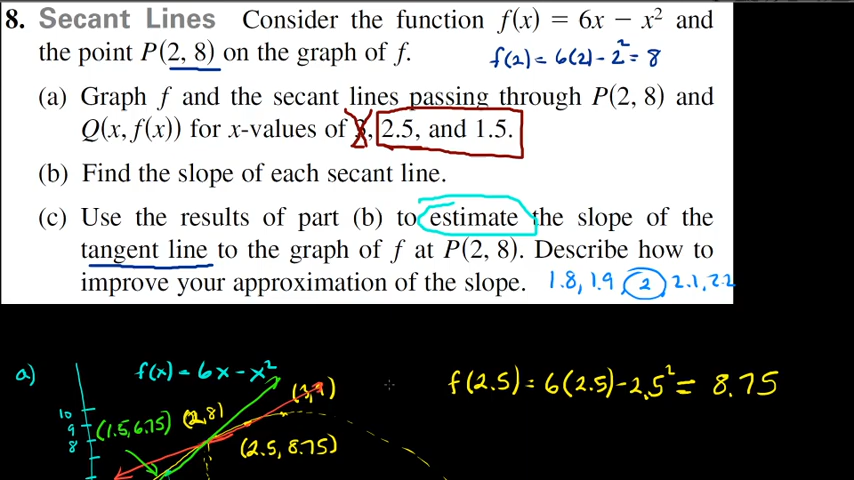 8. Secant Lines Consider the function f(x) = 6x − x² and
the point P(2, 8) on the graph of f.
f(2) = 6(2) - 2² = 8
(a) Graph f and the secant lines passing through P(2, 8) and
Q(x, f(x)) for x-values of 3, 2.5, and 1.5.
(b) Find the slope of each secant line.
(c) Use the results of part (b) to estimate the slope of the
tangent line to the graph of f at P(2, 8). Describe how to
improve your approximation of the slope.
1.8, 1.9, 2, 2.1, 2.2
a)
f(x) = 6x - x²
f(2.5) = 6(2.5) - 2.5² = 8.75
10
9
8
(1.5, 6.75)
(2,8)
(3,9)
(2.5, 8.75)